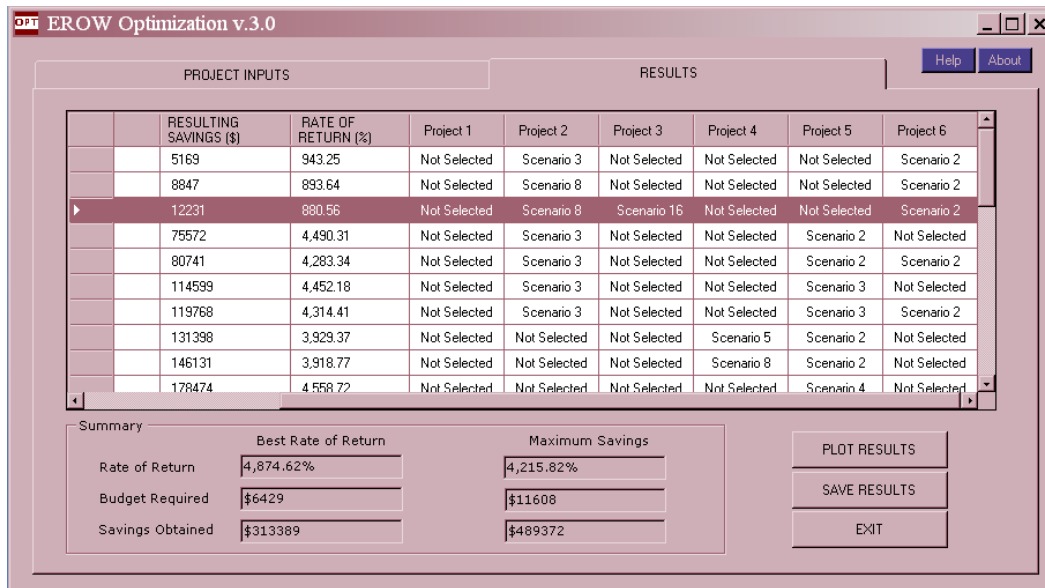 OPT EROW Optimization v.3.0
Help About
PROJECT INPUTS RESULTS
RESULTING SAVINGS ($) RATE OF RETURN (%) Project 1 Project 2 Project 3 Project 4 Project 5 Project 6
5169 943.25 Not Selected Scenario 3 Not Selected Not Selected Not Selected Scenario 2
8847 893.64 Not Selected Scenario 8 Not Selected Not Selected Not Selected Scenario 2
12231 880.56 Not Selected Scenario 8 Scenario 16 Not Selected Not Selected Scenario 2
75572 4,490.31 Not Selected Scenario 3 Not Selected Not Selected Scenario 2 Not Selected
80741 4,283.34 Not Selected Scenario 3 Not Selected Not Selected Scenario 2 Scenario 2
114599 4,452.18 Not Selected Scenario 3 Not Selected Not Selected Scenario 3 Not Selected
119768 4,314.41 Not Selected Scenario 3 Not Selected Not Selected Scenario 3 Scenario 2
131398 3,929.37 Not Selected Not Selected Not Selected Scenario 5 Scenario 2 Not Selected
146131 3,918.77 Not Selected Not Selected Not Selected Scenario 8 Scenario 2 Not Selected
178474 4,558.72 Not Selected Not Selected Not Selected Not Selected Scenario 4 Not Selected
Summary
Best Rate of Return Maximum Savings
Rate of Return 4,874.62% 4,215.82%
Budget Required $6429 $11608
Savings Obtained $313389 $489372
PLOT RESULTS
SAVE RESULTS
EXIT